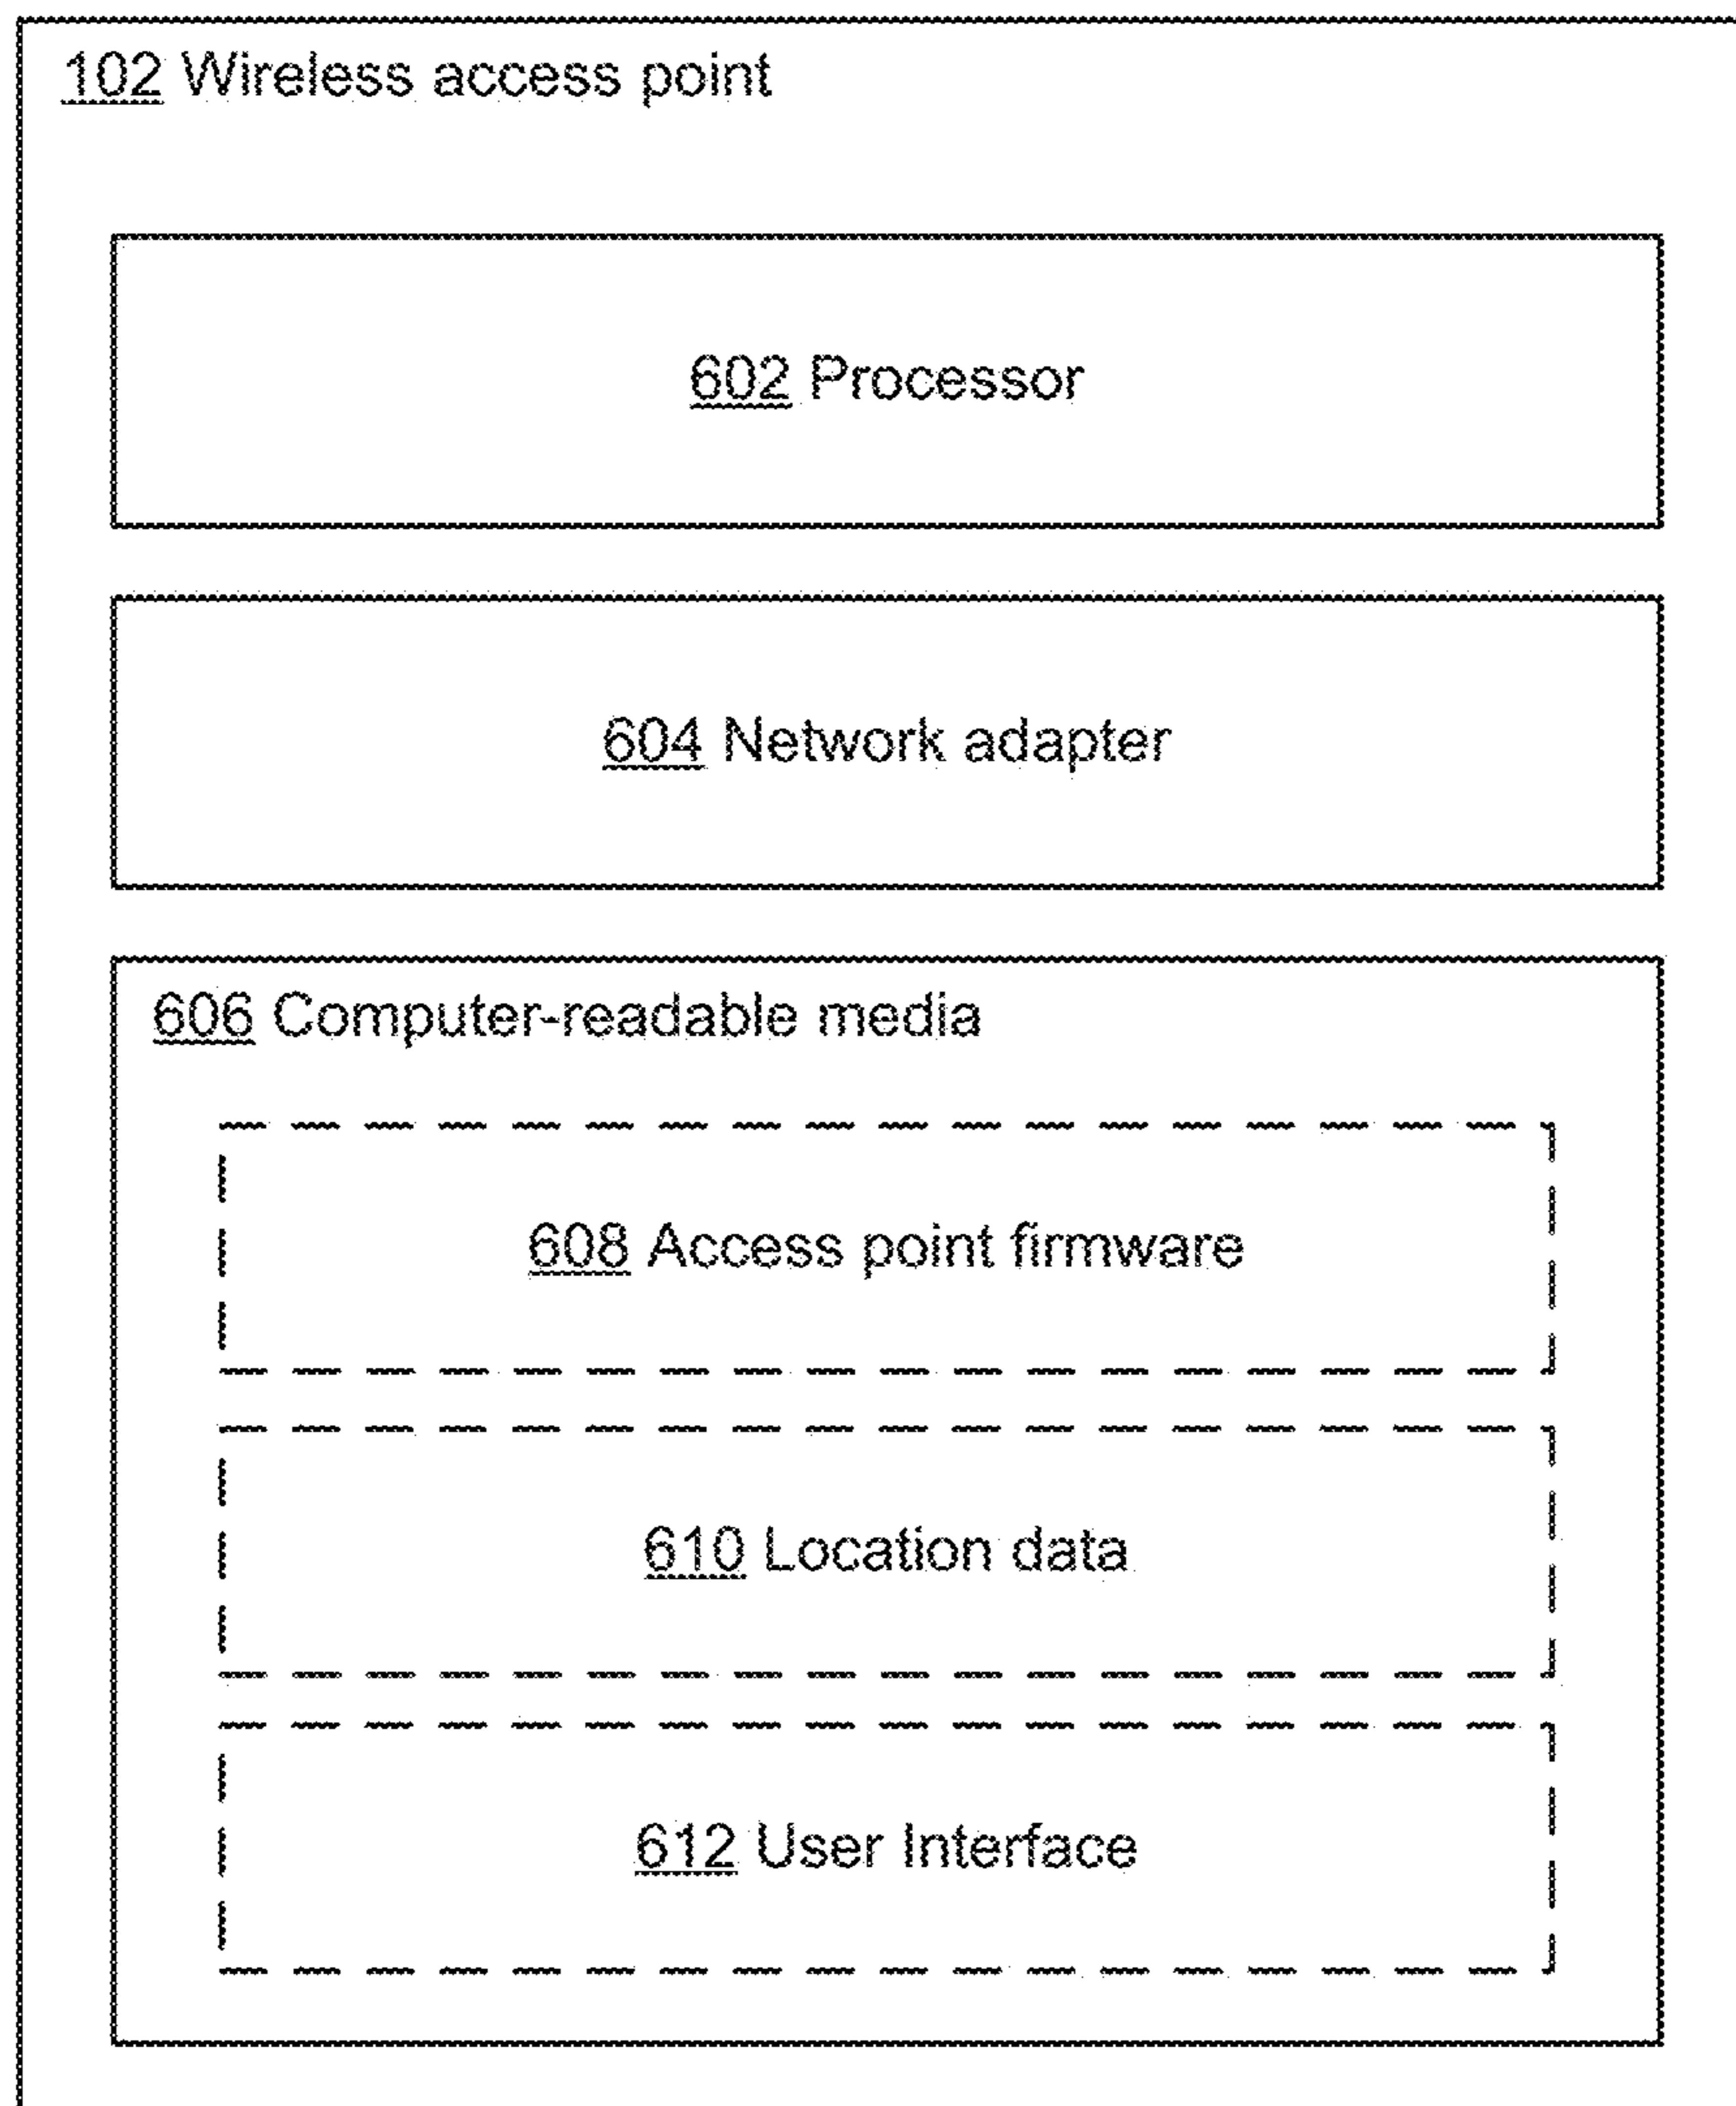 102 Wireless access point
602 Processor
604 Network adapter
606 Computer-readable media
608 Access point firmware
610 Location data
612 User Interface